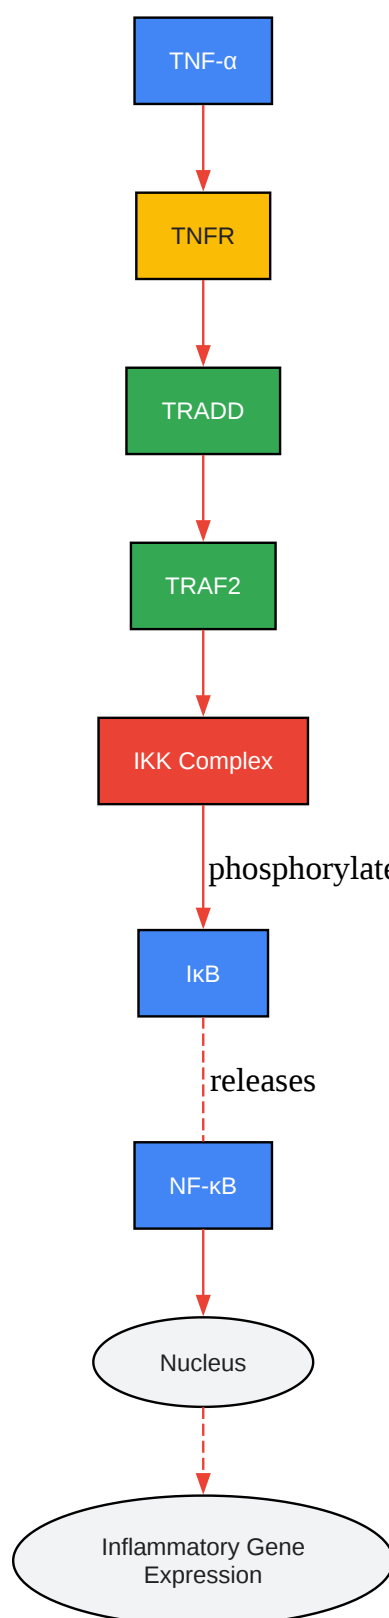 TNF-α
TNFR
TRADD
TRAF2
IKK Complex
phosphorylate
IκB
releases
NF-κB
Nucleus
Inflammatory Gene
Expression